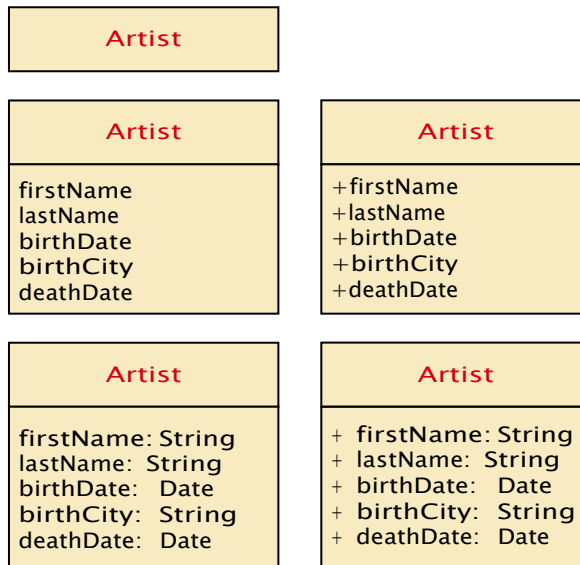 Artist
Artist
firstName
lastName
birthDate
birthCity
deathDate
Artist
+firstName
+lastName
+birthDate
+birthCity
+deathDate
Artist
firstName: String
lastName: String
birthDate: Date
birthCity: String
deathDate: Date
Artist
+ firstName: String
+ lastName: String
+ birthDate: Date
+ birthCity: String
+ deathDate: Date